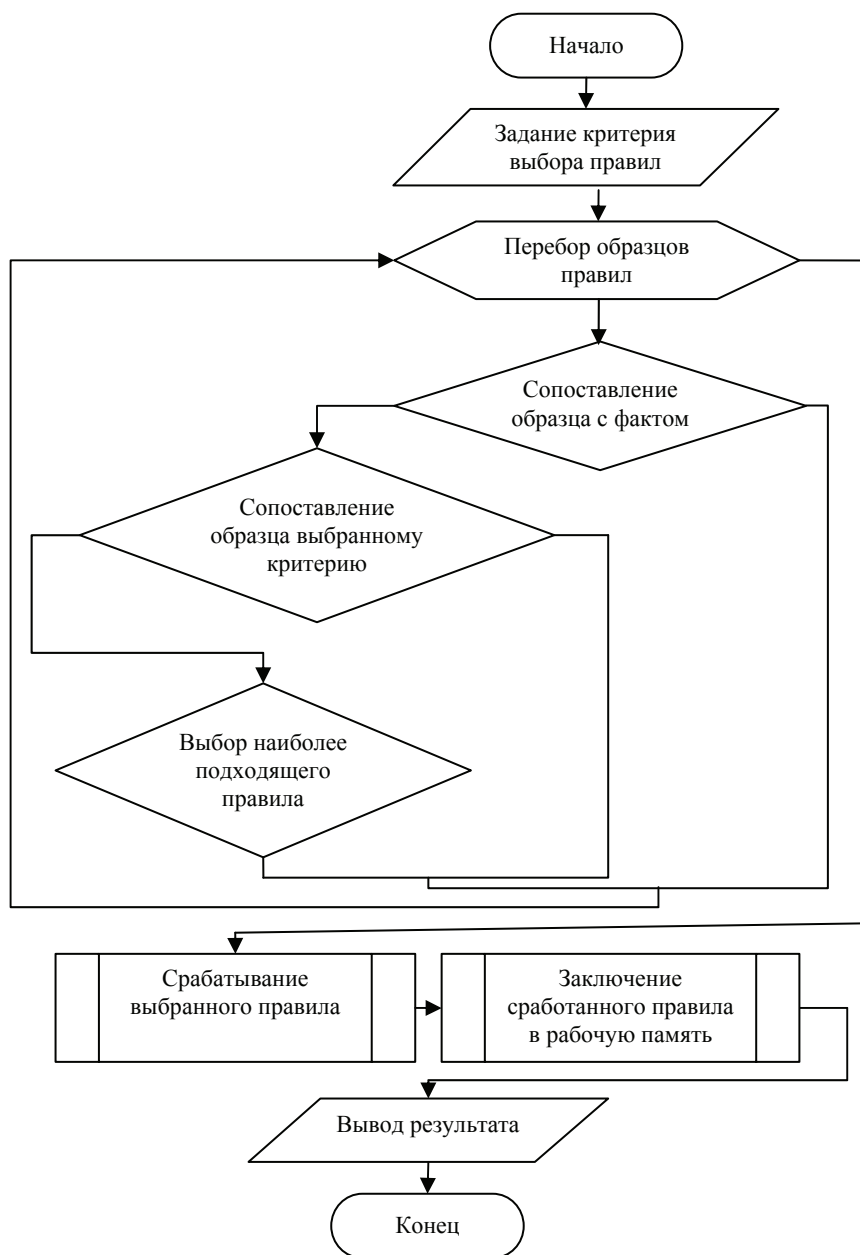 Начало
Задание критерия
выбора правил
Перебор образцов
правил
Сопоставление
образца с фактом
Сопоставление
образца выбранному
критерию
Выбор наиболее
подходящего
правила
Срабатывание
выбранного правила
Заключение
сработанного правила
в рабочую память
Вывод результата
Конец